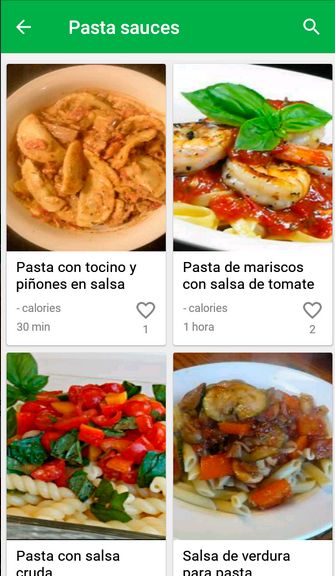 Pasta sauces
Pasta con tocino y
piñones en salsa
- calories
30 min
1
Pasta de mariscos
con salsa de tomate
- calories
1 hora
2
Pasta con salsa
cruda
Salsa de verdura
para pasta